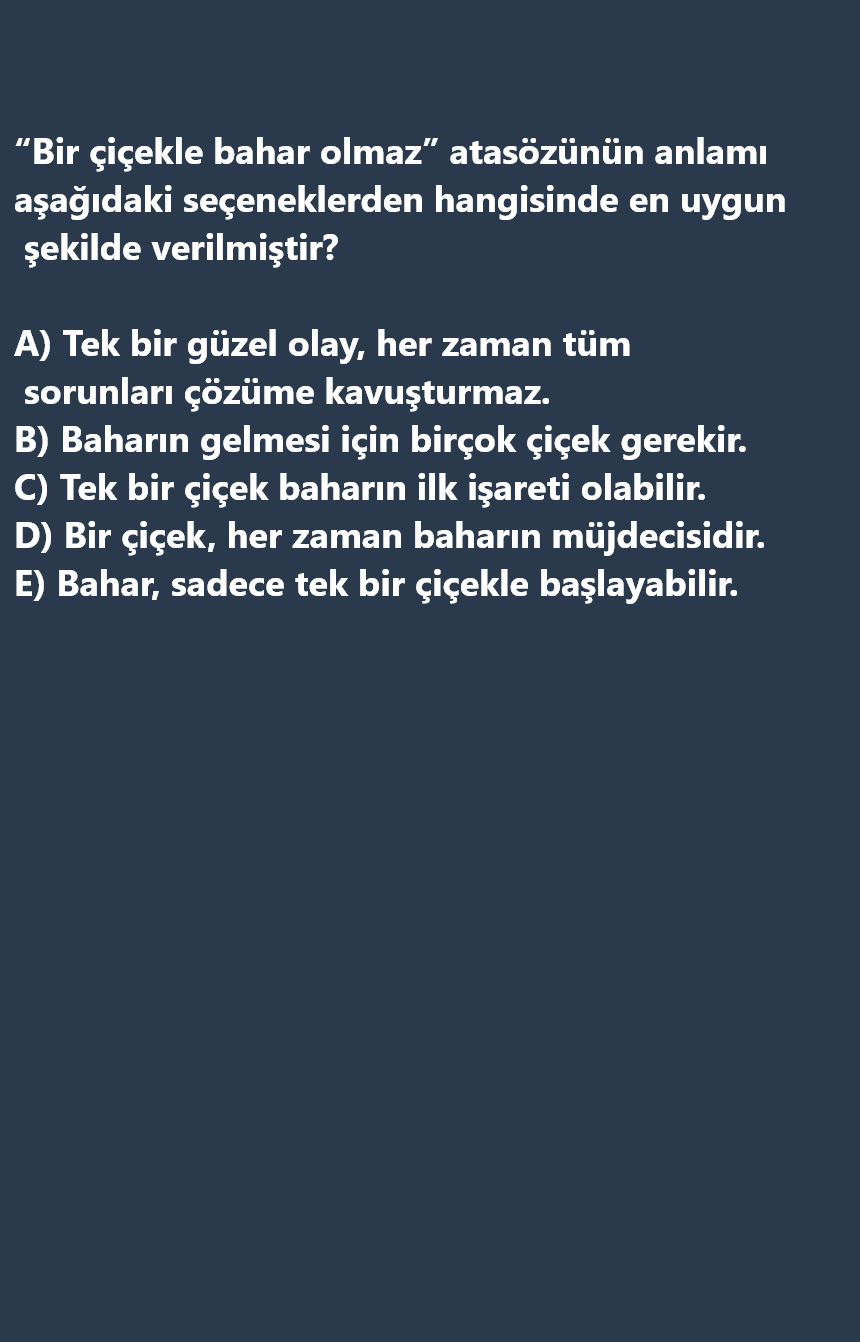 “Bir çiçekle bahar olmaz” atasözünün anlamı
aşağıdaki seçeneklerden hangisinde en uygun
şekilde verilmiştir?
A) Tek bir güzel olay, her zaman tüm
sorunları çözüme kavuşturmaz.
B) Baharın gelmesi için birçok çiçek gerekir.
C) Tek bir çiçek baharın ilk işareti olabilir.
D) Bir çiçek, her zaman baharın müjdecisidir.
E) Bahar, sadece tek bir çiçekle başlayabilir.